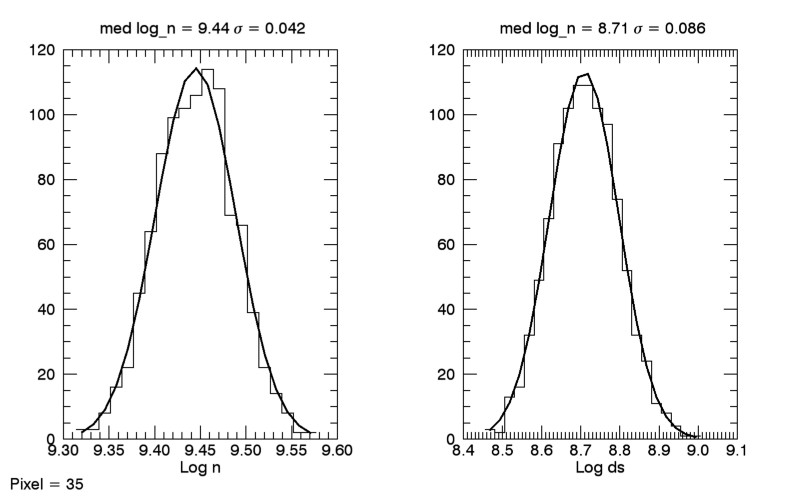 med log_n = 9.44 σ = 0.042
120
100
80
60
40
20
0
9.30 9.35 9.40 9.45 9.50 9.55 9.60
Log n
med log_n = 8.71 σ = 0.086
120
100
80
60
40
20
0
8.4 8.5 8.6 8.7 8.8 8.9 9.0 9.1
Log ds
Pixel = 35